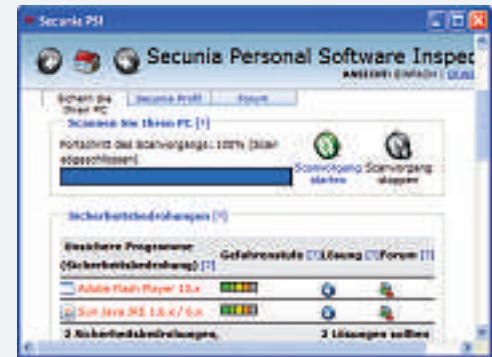 Secunia PSI
Secunia Personal Software Inspec
ANSICHT: EINFACH |
Sichern Sie Ihren PC
Secunia Profil
Forum
Scannen Sie Ihren PC [?]
Fortschritt des Scanvorgangs: 100% (Scan
abgeschlossen)
Scanvorgang starten
Scanvorgang stoppen
Sicherheitsbedrohungen [?]
Unsichere Programme
(Sicherheitsbedrohung) [?]
Gefahrenstufe [?]
Lösung [?]
Forum [?]
Adobe Flash Player 10.x
Sun Java JRE 1.6.x / 6.x
2 Sicherheitsbedrohungen,
2 Lösungen sollten